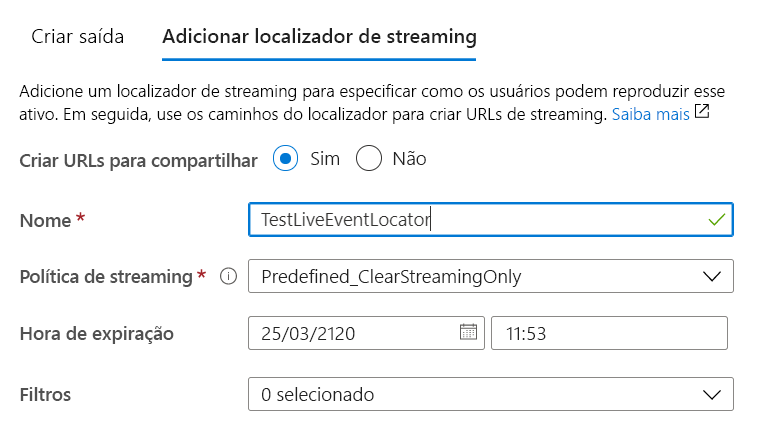 Criar saída Adicionar localizador de streaming
Adicione um localizador de streaming para especificar como os usuários podem reproduzir esse
ativo. Em seguida, use os caminhos do localizador para criar URLs de streaming. Saiba mais
Criar URLs para compartilhar Sim Não
Nome * TestLiveEventLocator
Política de streaming * Predefined_ClearStreamingOnly
Hora de expiração 25/03/2120 11:53
Filtros 0 selecionado